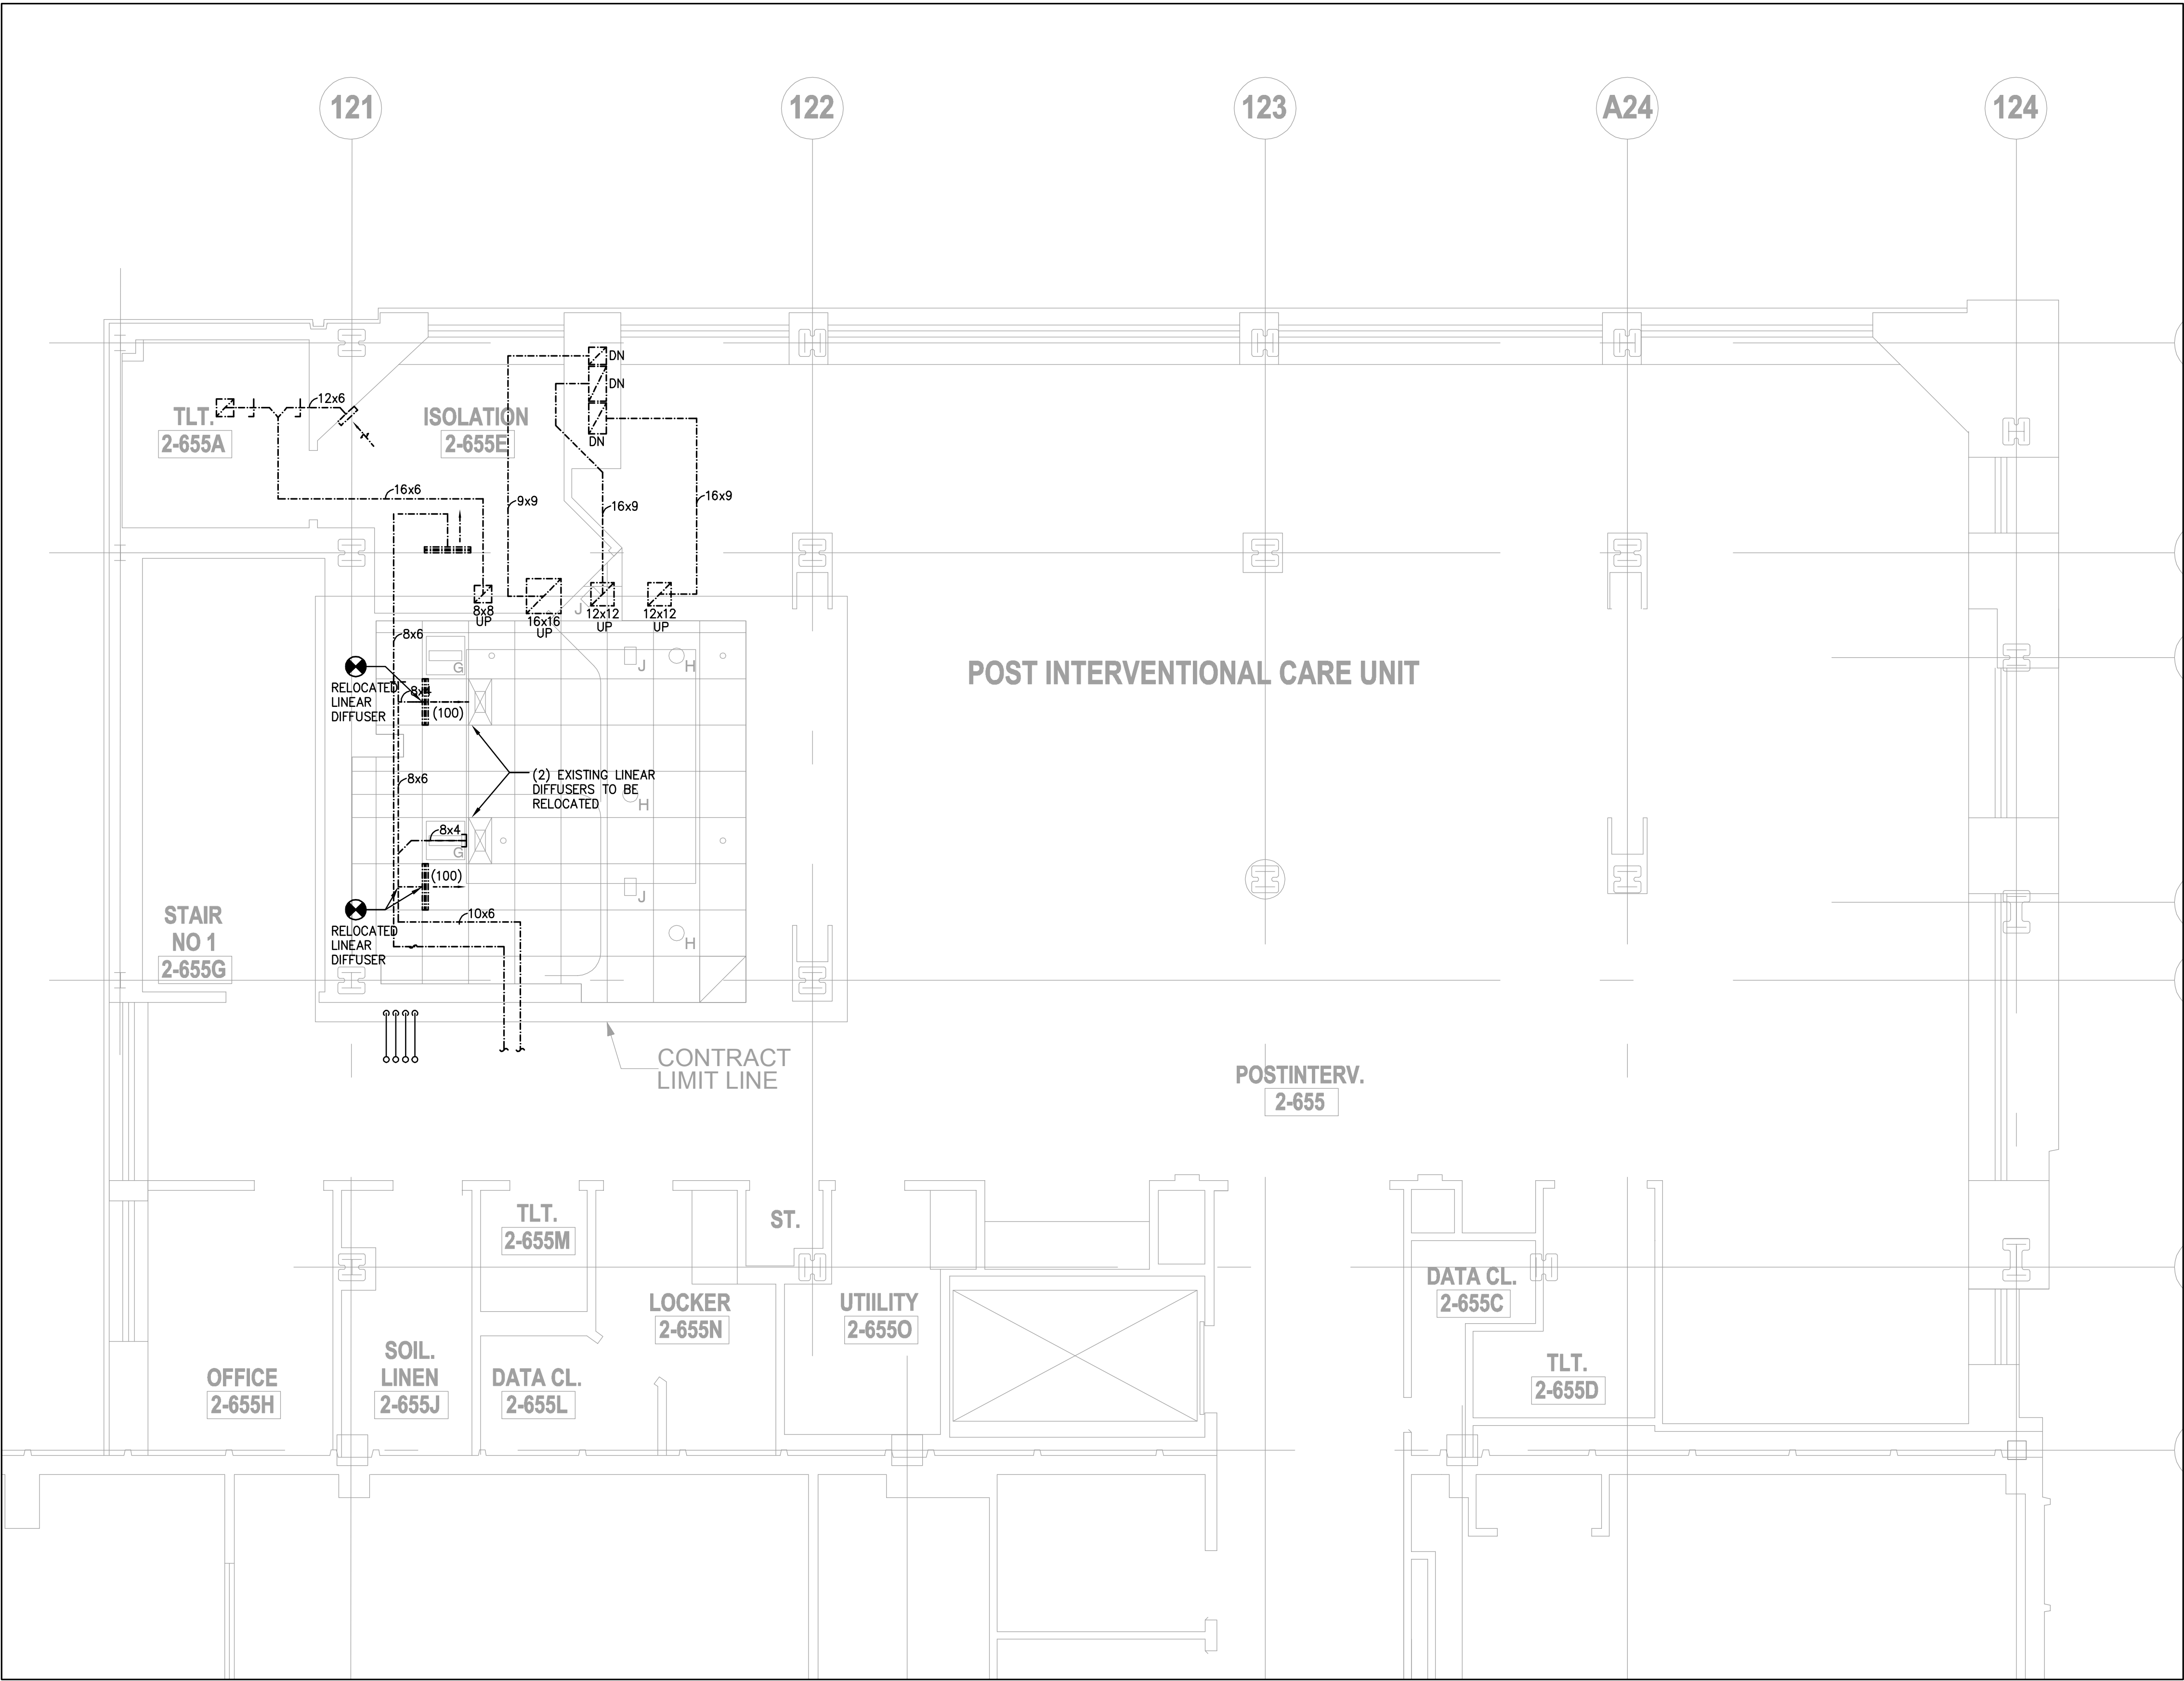 121
122
123
A24
124
DN
DN
DN
12x6
TLT.
2-655A
ISOLATION
2-655E
16x6
9x9
16x9
16x9
8x8
UP
16x16
UP
J
12x12
UP
12x12
UP
8x6
G
J
H
POST INTERVENTIONAL CARE UNIT
RELOCATED
LINEAR
DIFFUSER
8x4
(100)
8x6
(2) EXISTING LINEAR
DIFFUSERS TO BE
RELOCATED
H
8x4
G
(100)
J
10x6
H
RELOCATED
LINEAR
DIFFUSER
STAIR
NO 1
2-655G
CONTRACT
LIMIT LINE
POSTINTERV.
2-655
TLT.
2-655M
ST.
LOCKER
2-655N
UTIILITY
2-655O
DATA CL.
2-655C
OFFICE
2-655H
SOIL.
LINEN
2-655J
DATA CL.
2-655L
TLT.
2-655D